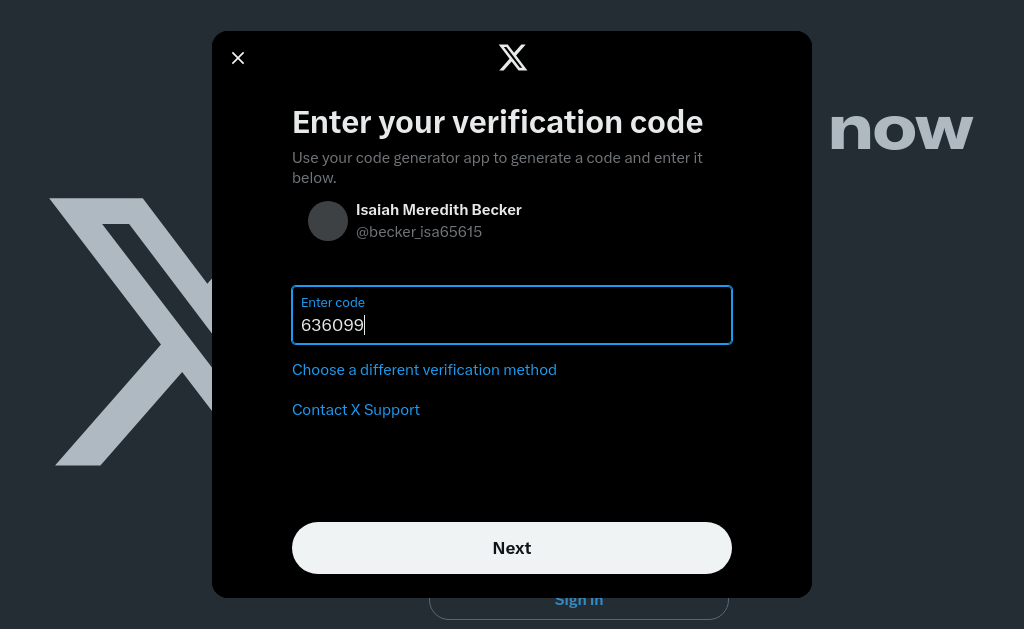 now
Enter your verification code
Use your code generator app to generate a code and enter it
below.
Isaiah Meredith Becker
@becker_isa65615
Enter code
636099
Choose a different verification method
Contact X Support
Next
Sign in